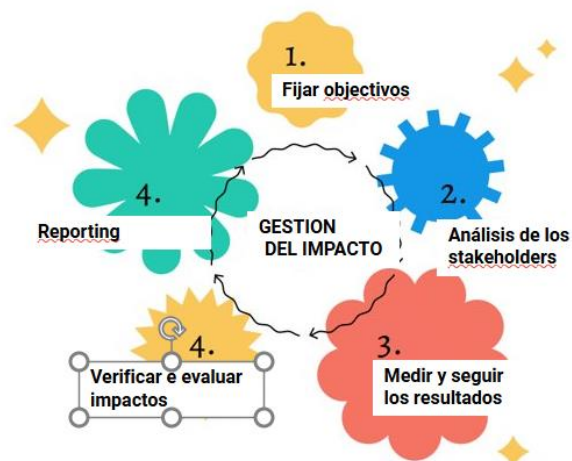 1.
Fijar objectivos
2.
Análisis de los
stakeholders
3.
Medir y seguir
los resultados
4.
Verificar e evaluar
impactos
4.
Reporting
GESTION
DEL IMPACTO